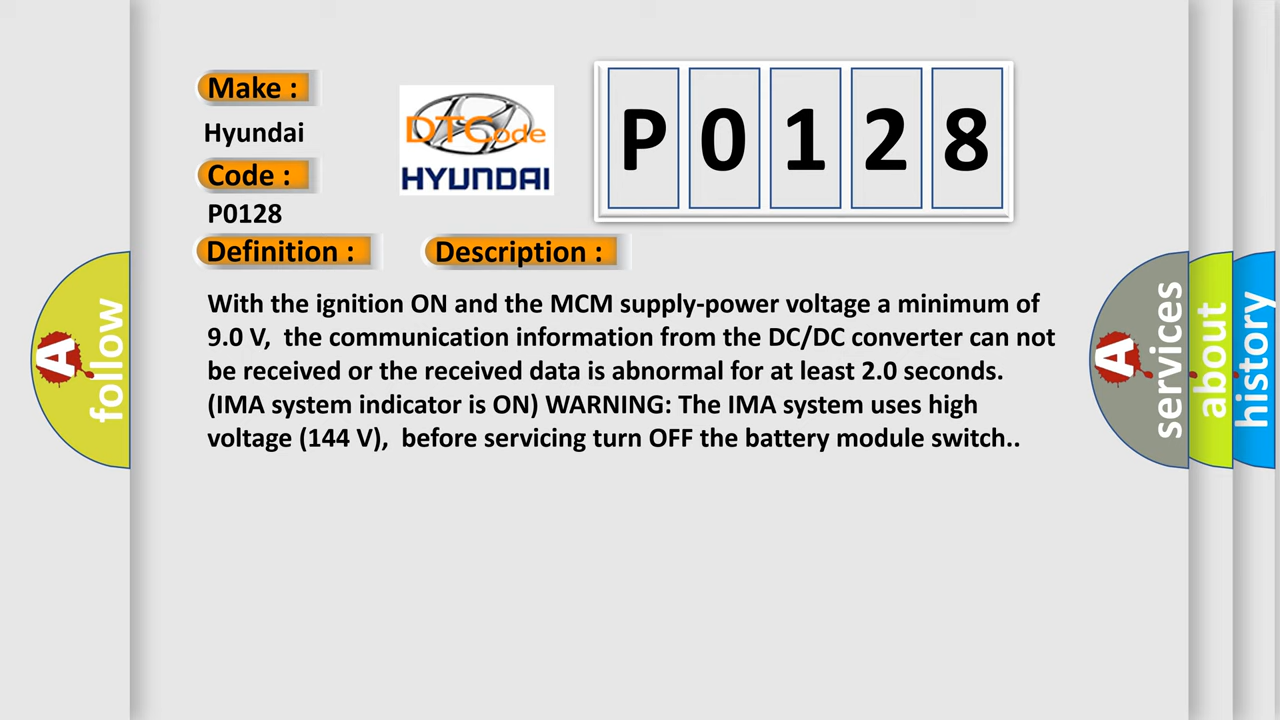 Make :
Hyundai
Code :
P0128
DTCode
HYUNDAI
P0128
Definition :
Description :
With the ignition ON and the MCM supply-power voltage a minimum of
9.0 V,  the communication information from the DC/DC converter can not
be received or the received data is abnormal for at least 2.0 seconds.
(IMA system indicator is ON) WARNING: The IMA system uses high
voltage (144 V),  before servicing turn OFF the battery module switch..
A follow
A services
about
history